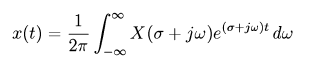 x(t) = \frac{1}{2\pi} \int_{-\infty}^{\infty} X(\sigma + j\omega)e^{(\sigma+j\omega)t} d\omega